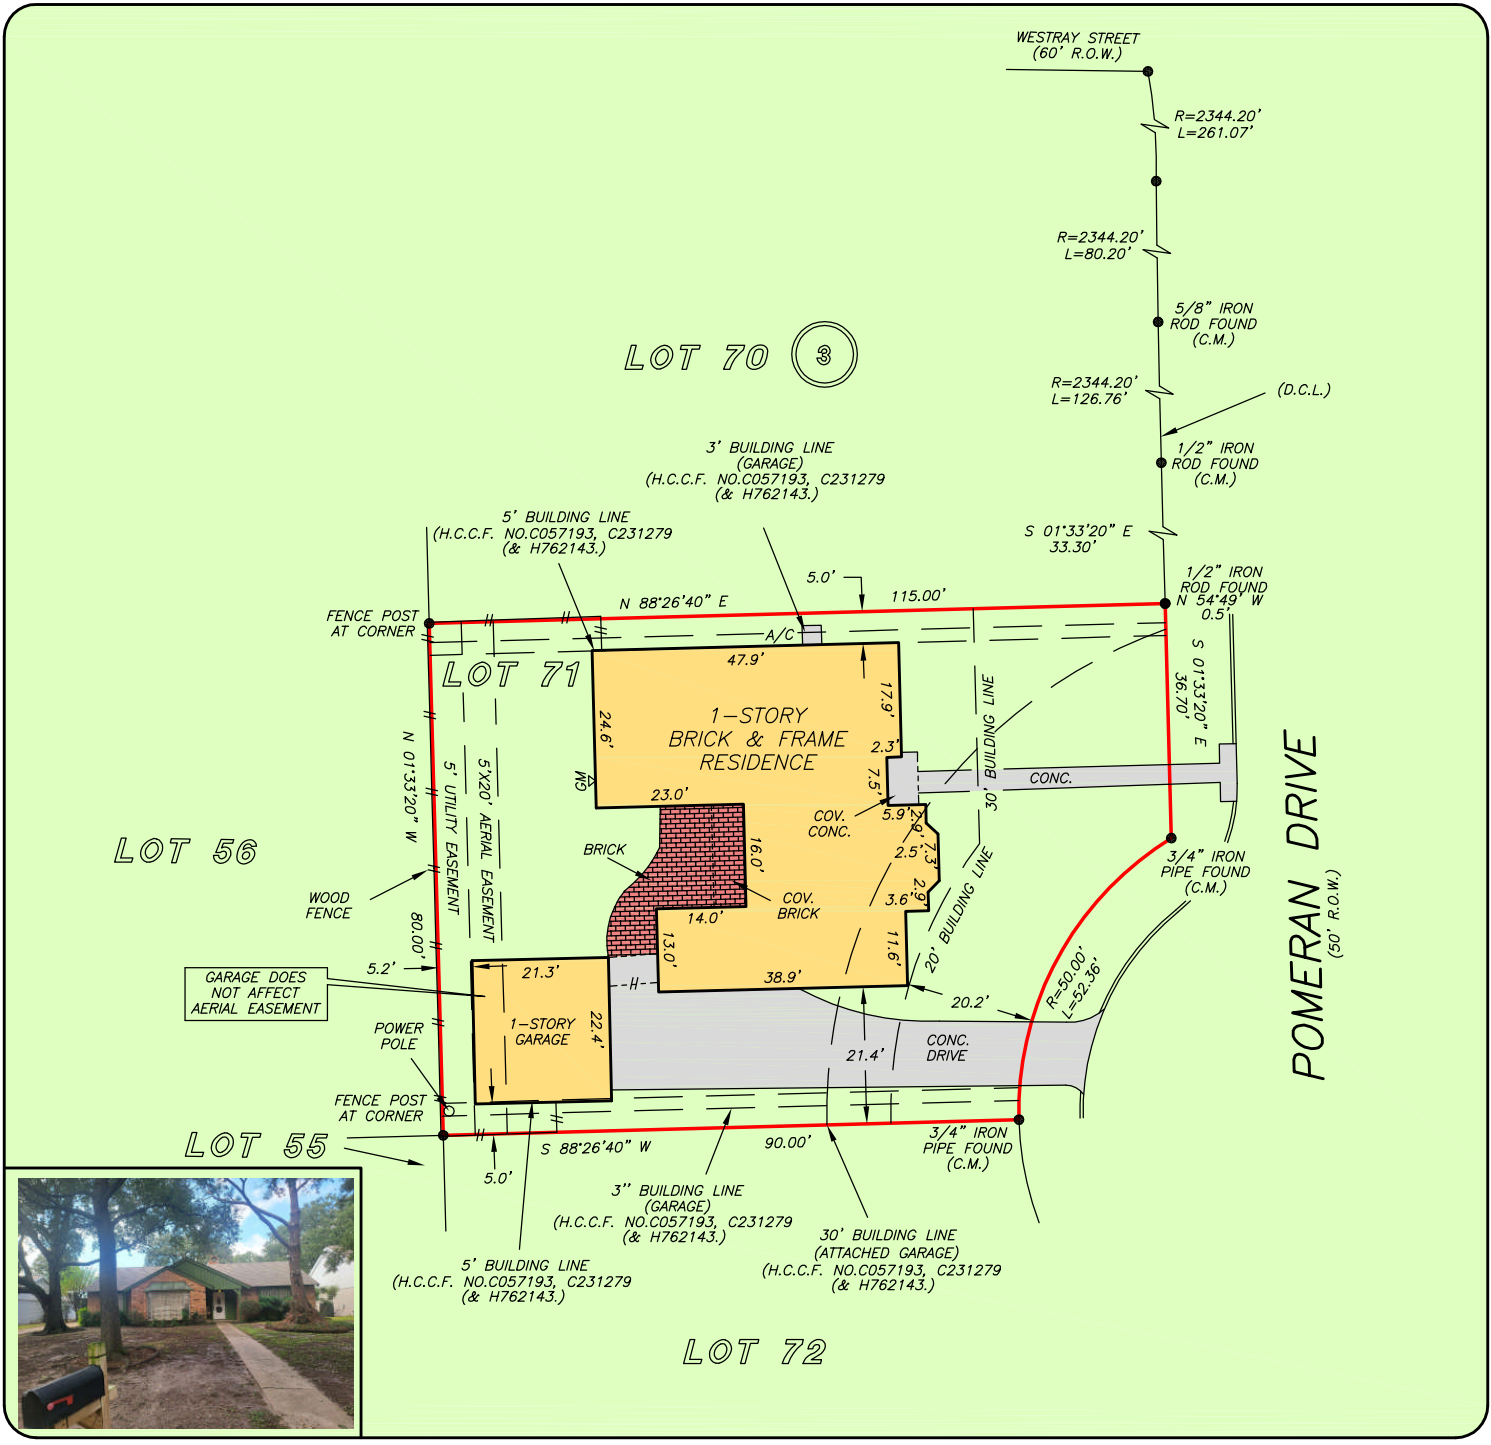 WESTRAY STREET
(60' R.O.W.)
R=2344.20'
L=261.07'
R=2344.20'
L=80.20'
5/8" IRON
ROD FOUND
(C.M.)
LOT 70
3
R=2344.20'
L=126.76'
(D.C.L.)
3' BUILDING LINE
(GARAGE)
(H.C.C.F. NO.C057193, C231279
(& H762143.)
1/2" IRON
ROD FOUND
(C.M.)
5' BUILDING LINE
(H.C.C.F. NO.C057193, C231279
(& H762143.)
S 01°33'20" E
33.30'
1/2" IRON
ROD FOUND
N 54°49' W
0.5'
5.0'
115.00'
N 88°26'40" E
FENCE POST
AT CORNER
A/C
LOT 71
47.9'
S 01°33'20" E
36.70'
17.9'
24.6'
1-STORY
BRICK & FRAME
RESIDENCE
2.3'
30' BUILDING LINE
N 01°33'20" W
80.00'
5' UTILITY EASEMENT
5'X20' AERIAL EASEMENT
GM
7.5'
CONC.
23.0'
COV.
CONC.
5.9'
2.9'
7.3'
2.5'
2.9'
3.6'
LOT 56
BRICK
16.0'
COV.
BRICK
14.0'
20' BUILDING LINE
3/4" IRON
PIPE FOUND
(C.M.)
POMERAN DRIVE
(50' R.O.W.)
WOOD
FENCE
13.0'
11.6'
5.2'
21.3'
38.9'
GARAGE DOES
NOT AFFECT
AERIAL EASEMENT
H
20.2'
R=50.00'
L=52.36'
1-STORY
GARAGE
22.4'
POWER
POLE
21.4'
CONC.
DRIVE
FENCE POST
AT CORNER
LOT 55
S 88°26'40" W
90.00'
3/4" IRON
PIPE FOUND
(C.M.)
5.0'
3" BUILDING LINE
(GARAGE)
(H.C.C.F. NO.C057193, C231279
(& H762143.)
30' BUILDING LINE
(ATTACHED GARAGE)
(H.C.C.F. NO.C057193, C231279
(& H762143.)
5' BUILDING LINE
(H.C.C.F. NO.C057193, C231279
(& H762143.)
LOT 72